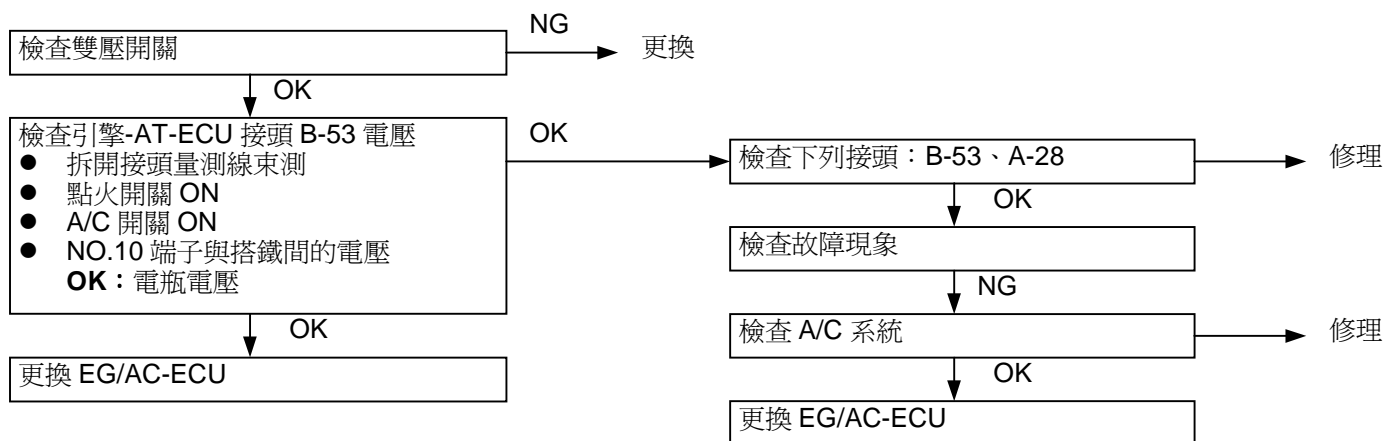 檢查雙壓開關
NG
更換
OK
檢查引擎-AT-ECU 接頭 B-53 電壓
● 拆開接頭量測線束測
● 點火開關 ON
● A/C 開關 ON
● NO.10 端子與搭鐵間的電壓
OK：電瓶電壓
OK
更換 EG/AC-ECU
OK
檢查下列接頭：B-53、A-28
修理
OK
檢查故障現象
NG
檢查 A/C 系統
修理
OK
更換 EG/AC-ECU